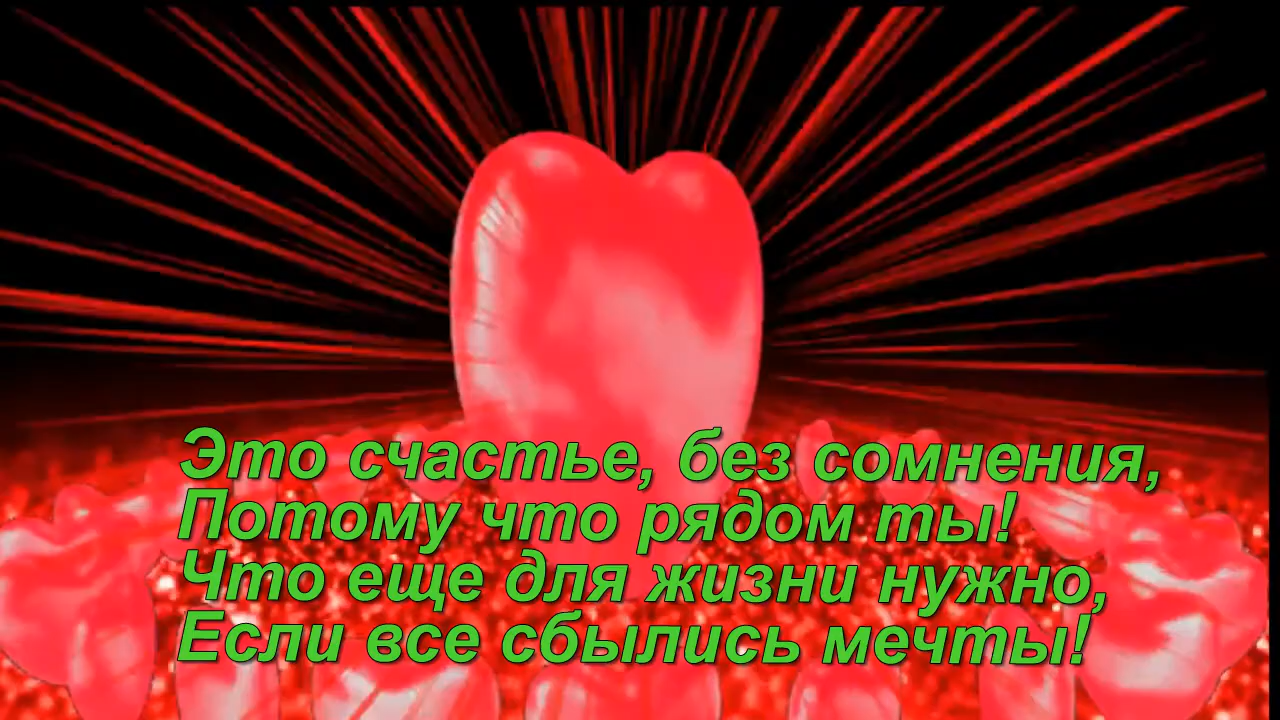 Это счастье, без сомнения,
Потому что рядом ты!
Что еще для жизни нужно,
Если все сбылись мечты!